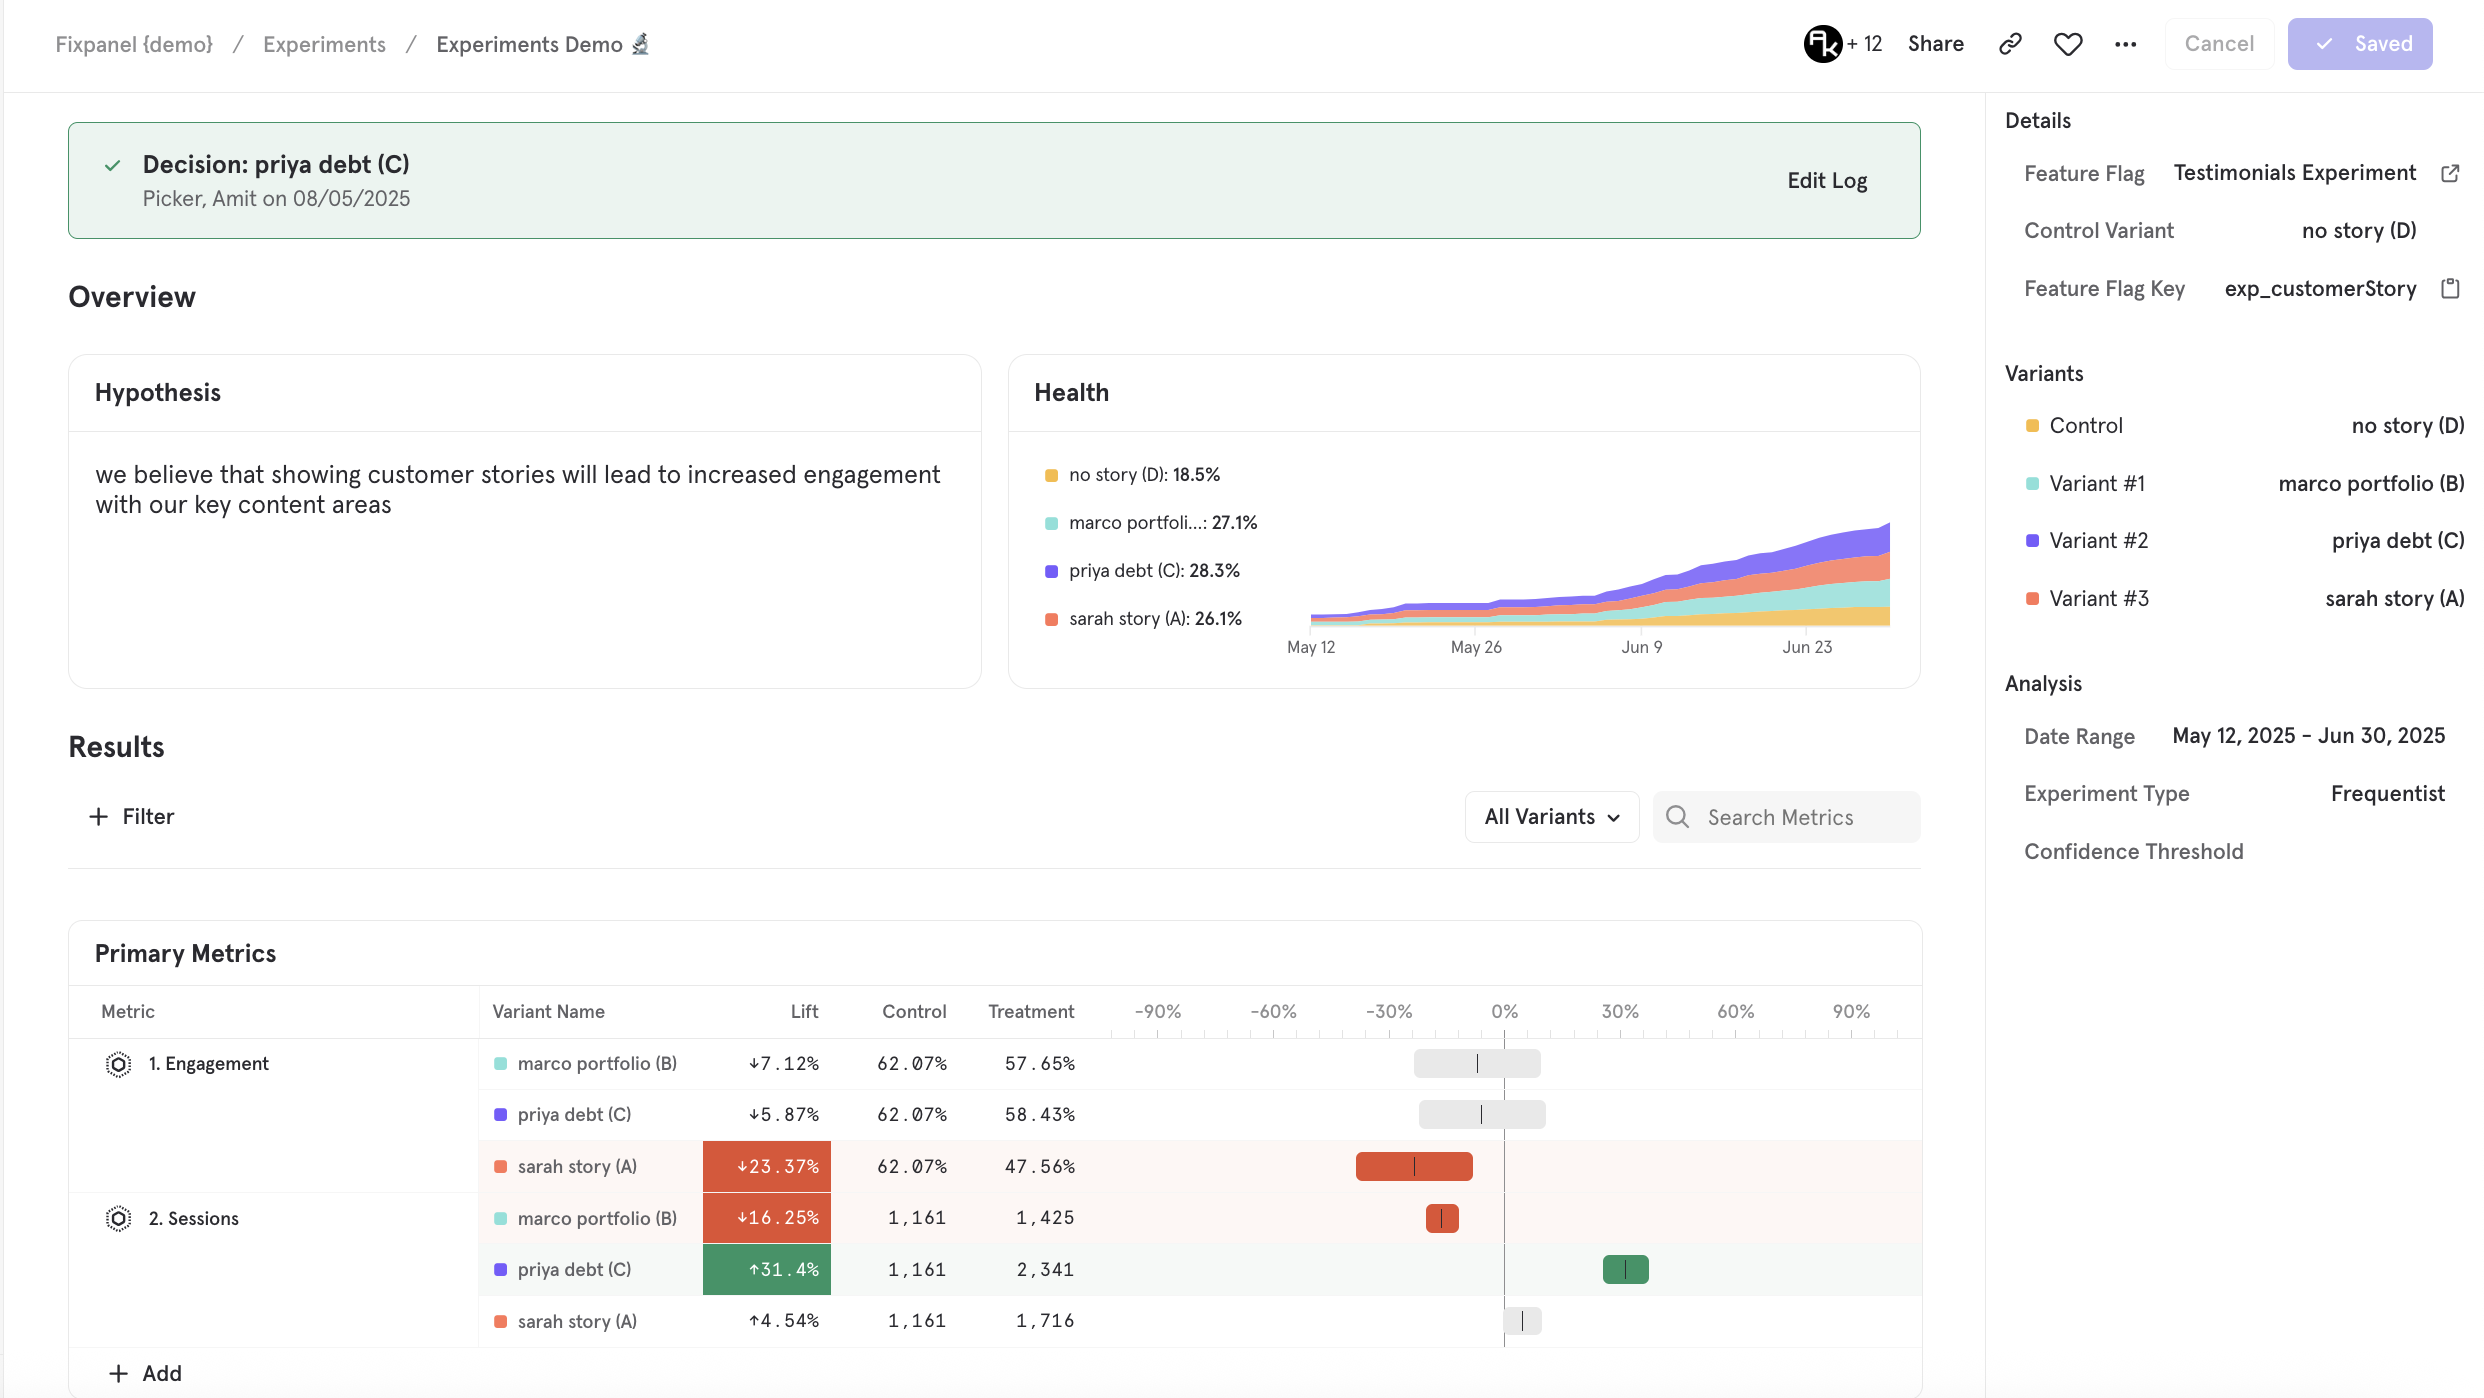 Fixpanel {demo} / Experiments / Experiments Demo 🔬
+ 12 Share Cancel Saved
Decision: priya debt (C)
Picker, Amit on 08/05/2025
Edit Log
Overview
Hypothesis
we believe that showing customer stories will lead to increased engagement
with our key content areas
Health
no story (D): 18.5%
marco portfoli...: 27.1%
priya debt (C): 28.3%
sarah story (A): 26.1%
May 12 May 26 Jun 9 Jun 23
Results
Filter
All Variants
Search Metrics
Primary Metrics
Metric Variant Name Lift Control Treatment -90% -60% -30% 0% 30% 60% 90%
1. Engagement marco portfolio (B) ↓7.12% 62.07% 57.65%
priya debt (C) ↓5.87% 62.07% 58.43%
sarah story (A) ↓23.37% 62.07% 47.56%
2. Sessions marco portfolio (B) ↓16.25% 1,161 1,425
priya debt (C) ↑31.4% 1,161 2,341
sarah story (A) ↑4.54% 1,161 1,716
+ Add
Details
Feature Flag Testimonials Experiment
Control Variant no story (D)
Feature Flag Key exp_customerStory
Variants
Control no story (D)
Variant #1 marco portfolio (B)
Variant #2 priya debt (C)
Variant #3 sarah story (A)
Analysis
Date Range May 12, 2025 - Jun 30, 2025
Experiment Type Frequentist
Confidence Threshold